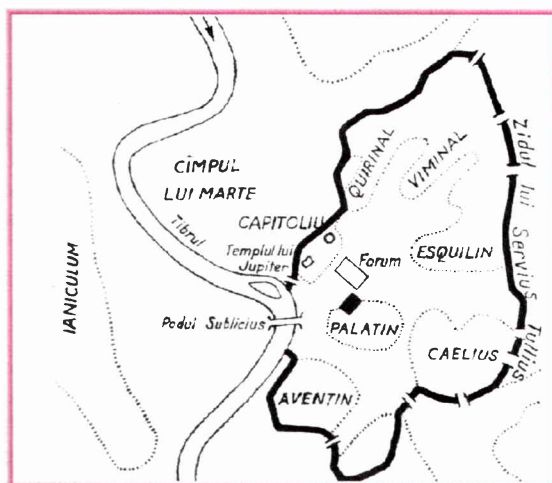 CÎMPUL
LUI MARTE
Tibrul
QUIRINAL
VIMINAL
CAPITOLIU
Templul lui
Jupiter
Forum
ESQUILIN
Zidul lui Servius Tullius
IANICULUM
Podul Sublicius
PALATIN
CAELIUS
AVENTIN